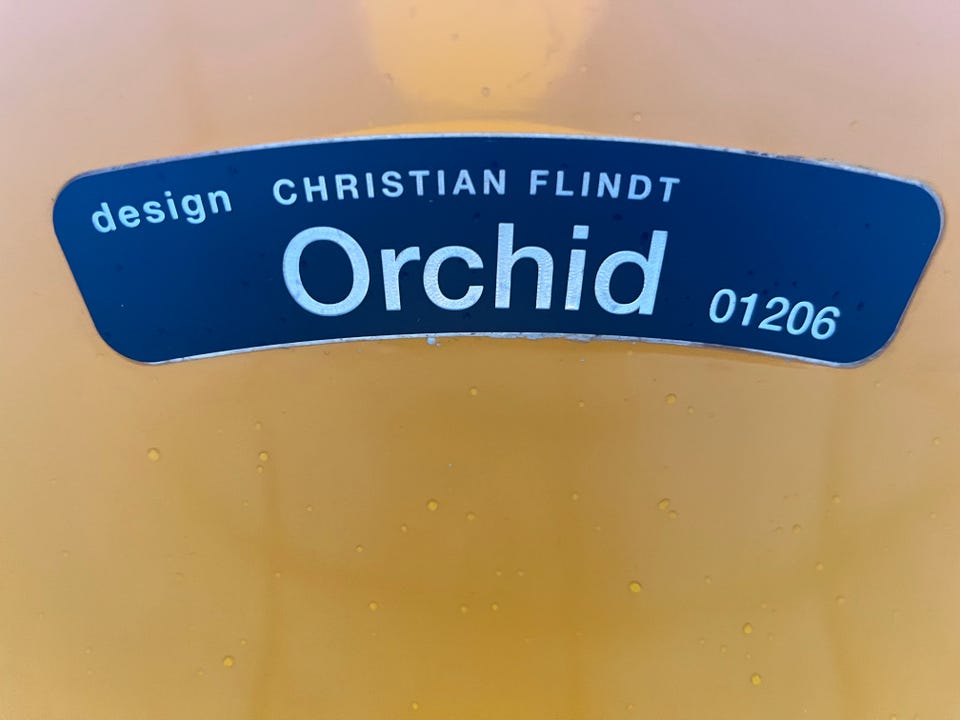 design CHRISTIAN FLINDT
Orchid
01206